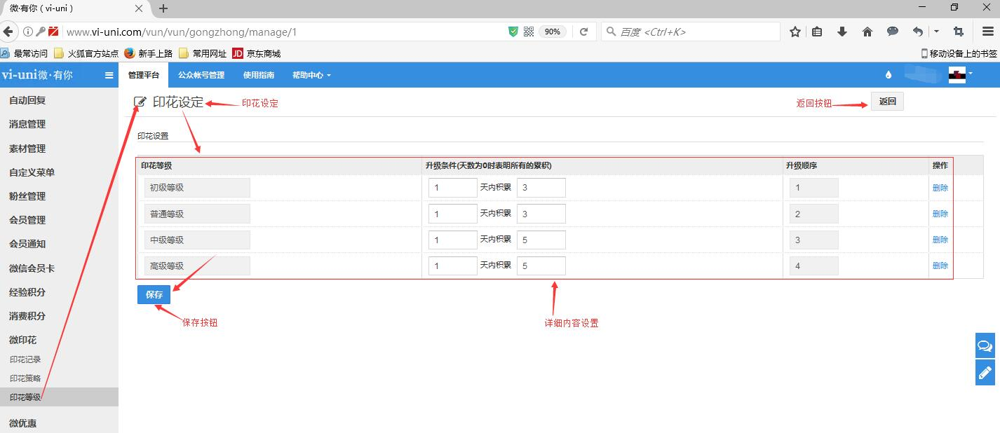 微·有你（vi-uni）
www.vi-uni.com/vun/vun/gongzhong/manage/1
90%
百度 <Ctrl+K>
最常访问 火狐官方站点 新手上路 常用网址 JD 京东商城 移动设备上的书签
vi-uni微·有你 管理平台 公众帐号管理 使用指南 帮助中心
自动回复
消息管理
素材管理
自定义菜单
粉丝管理
会员管理
会员通知
微信会员卡
经验积分
消费积分
微印花
印花记录
印花策略
印花等级
微优惠
印花设定 印花设定 返回按钮 返回
印花设置
印花等级 升级条件(天数为0时表明所有的累积) 升级顺序 操作
初级等级 1 天内积累 3 1 删除
普通等级 1 天内积累 3 2 删除
中级等级 1 天内积累 5 3 删除
高级等级 1 天内积累 5 4 删除
保存
保存按钮 详细内容设置